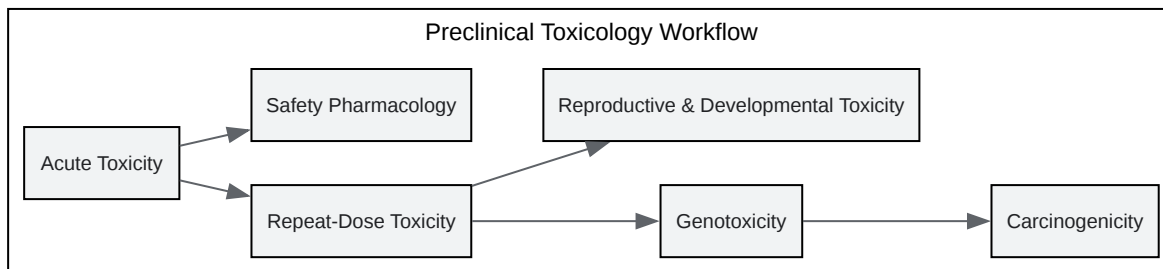 Preclinical Toxicology Workflow
Safety Pharmacology
Reproductive & Developmental Toxicity
Acute Toxicity
Repeat-Dose Toxicity
Genotoxicity
Carcinogenicity